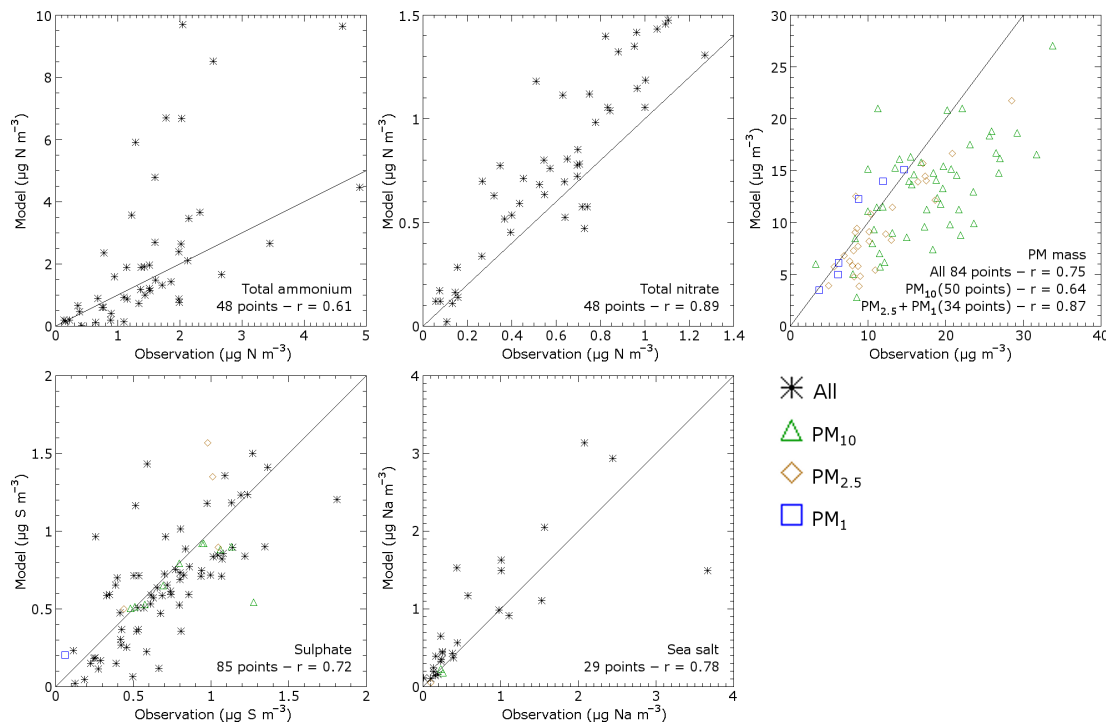 10
8
6
4
2
0
Model (µg N m⁻³)
0 1 2 3 4 5
Observation (µg N m⁻³)
Total ammonium
48 points – r = 0.61
1.5
1
0.5
0
Model (µg N m⁻³)
0 0.2 0.4 0.6 0.8 1 1.2 1.4
Observation (µg N m⁻³)
Total nitrate
48 points – r = 0.89
30
25
20
15
10
5
0
Model (µg m⁻³)
0 10 20 30 40
Observation (µg m⁻³)
PM mass
All 84 points – r = 0.75
PM₁₀(50 points) – r = 0.64
PM₂.₅ + PM₁(34 points) – r = 0.87
2
1.5
1
0.5
0
Model (µg S m⁻³)
0 0.5 1 1.5 2
Observation (µg S m⁻³)
Sulphate
85 points – r = 0.72
4
3
2
1
0
Model (µg Na m⁻³)
0 1 2 3 4
Observation (µg Na m⁻³)
Sea salt
29 points – r = 0.78
All
PM₁₀
PM₂.₅
PM₁